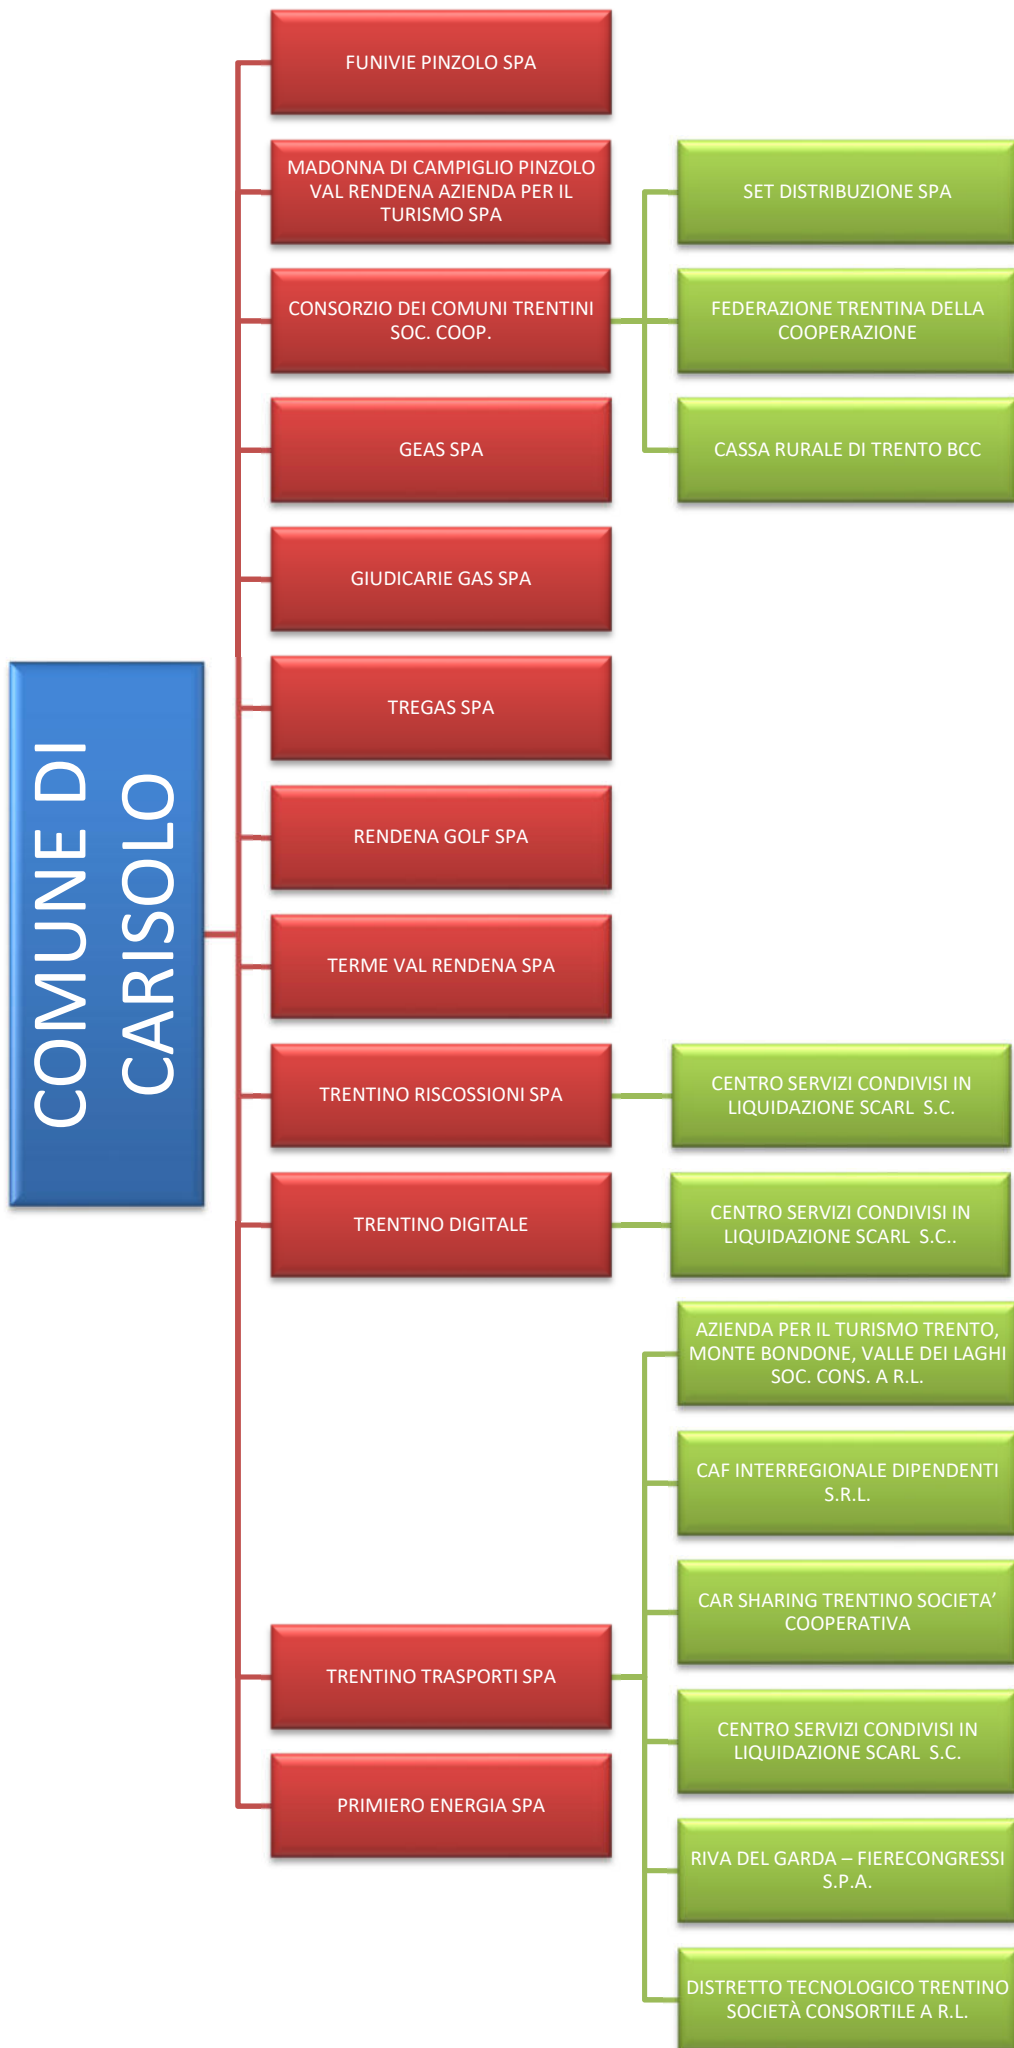 COMUNE DI
CARISOLO
FUNIVIE PINZOLO SPA
MADONNA DI CAMPIGLIO PINZOLO
VAL RENDENA AZIENDA PER IL
TURISMO SPA
CONSORZIO DEI COMUNI TRENTINI
SOC. COOP.
SET DISTRIBUZIONE SPA
FEDERAZIONE TRENTINA DELLA
COOPERAZIONE
CASSA RURALE DI TRENTO BCC
GEAS SPA
GIUDICARIE GAS SPA
TREGAS SPA
RENDENA GOLF SPA
TERME VAL RENDENA SPA
TRENTINO RISCOSSIONI SPA
CENTRO SERVIZI CONDIVISI IN
LIQUIDAZIONE SCARL  S.C.
TRENTINO DIGITALE
CENTRO SERVIZI CONDIVISI IN
LIQUIDAZIONE SCARL  S.C..
TRENTINO TRASPORTI SPA
AZIENDA PER IL TURISMO TRENTO,
MONTE BONDONE, VALLE DEI LAGHI
SOC. CONS. A R.L.
CAF INTERREGIONALE DIPENDENTI
S.R.L.
CAR SHARING TRENTINO SOCIETA’
COOPERATIVA
CENTRO SERVIZI CONDIVISI IN
LIQUIDAZIONE SCARL  S.C.
RIVA DEL GARDA – FIERECONGRESSI
S.P.A.
DISTRETTO TECNOLOGICO TRENTINO
SOCIETÀ CONSORTILE A R.L.
PRIMIERO ENERGIA SPA